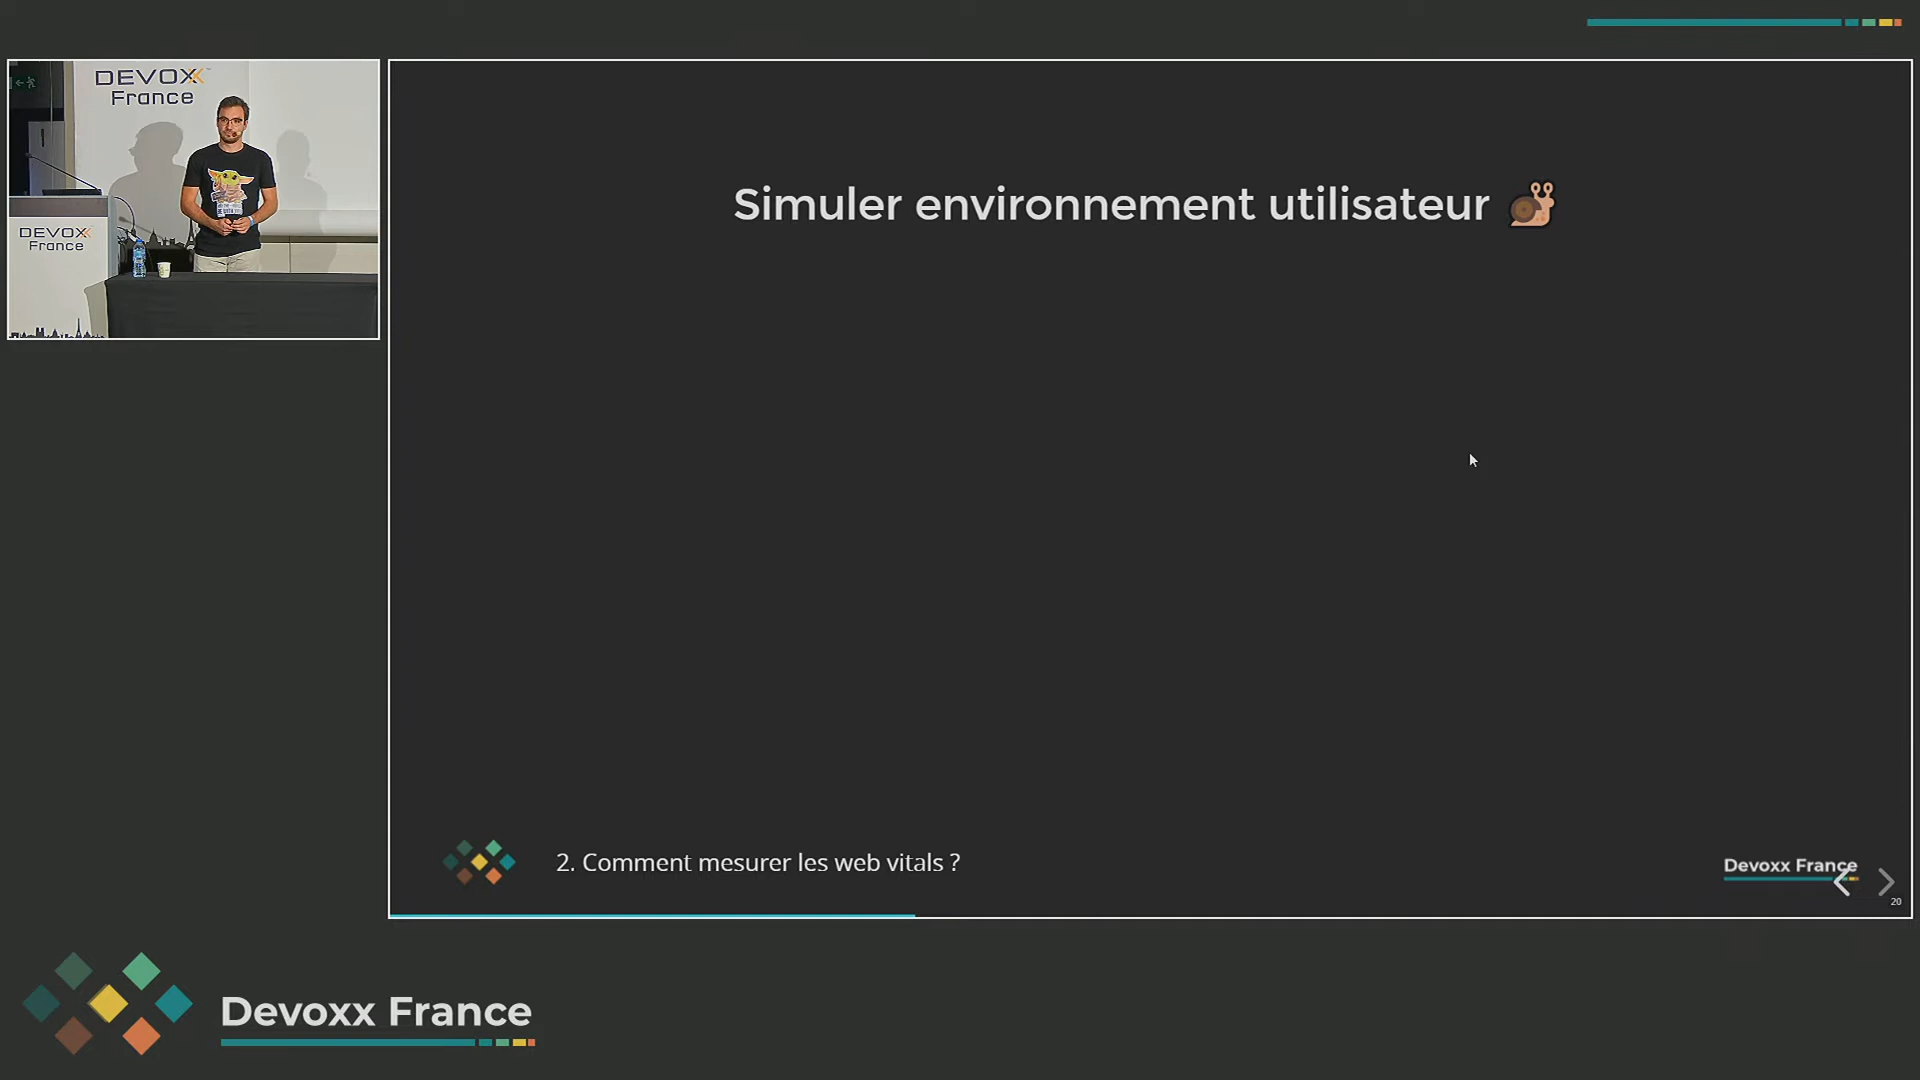 DEVOXX
France
DEVOXX
France
Simuler environnement utilisateur
2. Comment mesurer les web vitals ?
Devoxx France
20
Devoxx France